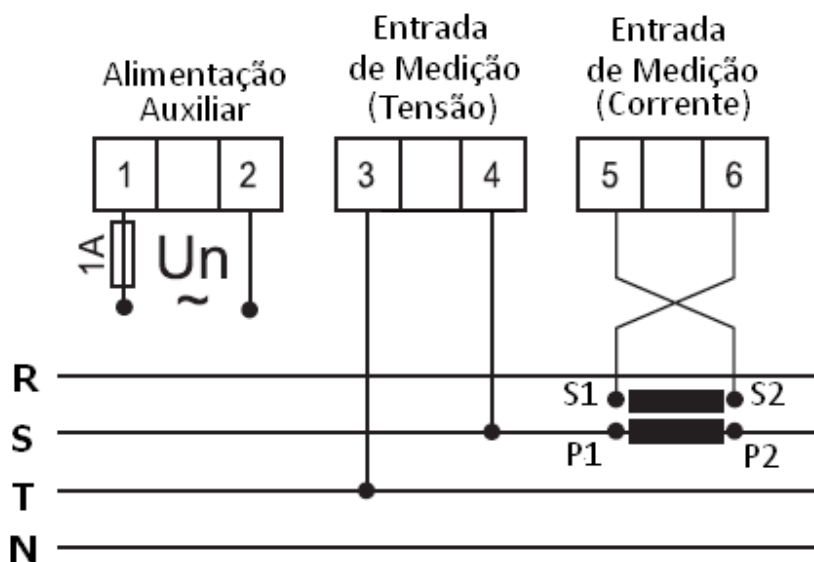 Alimentação
Auxiliar
Entrada
de Medição
(Tensão)
Entrada
de Medição
(Corrente)
1 2 3 4 5 6
1A Un
~
R
S1 S2
S
P1 P2
T
N